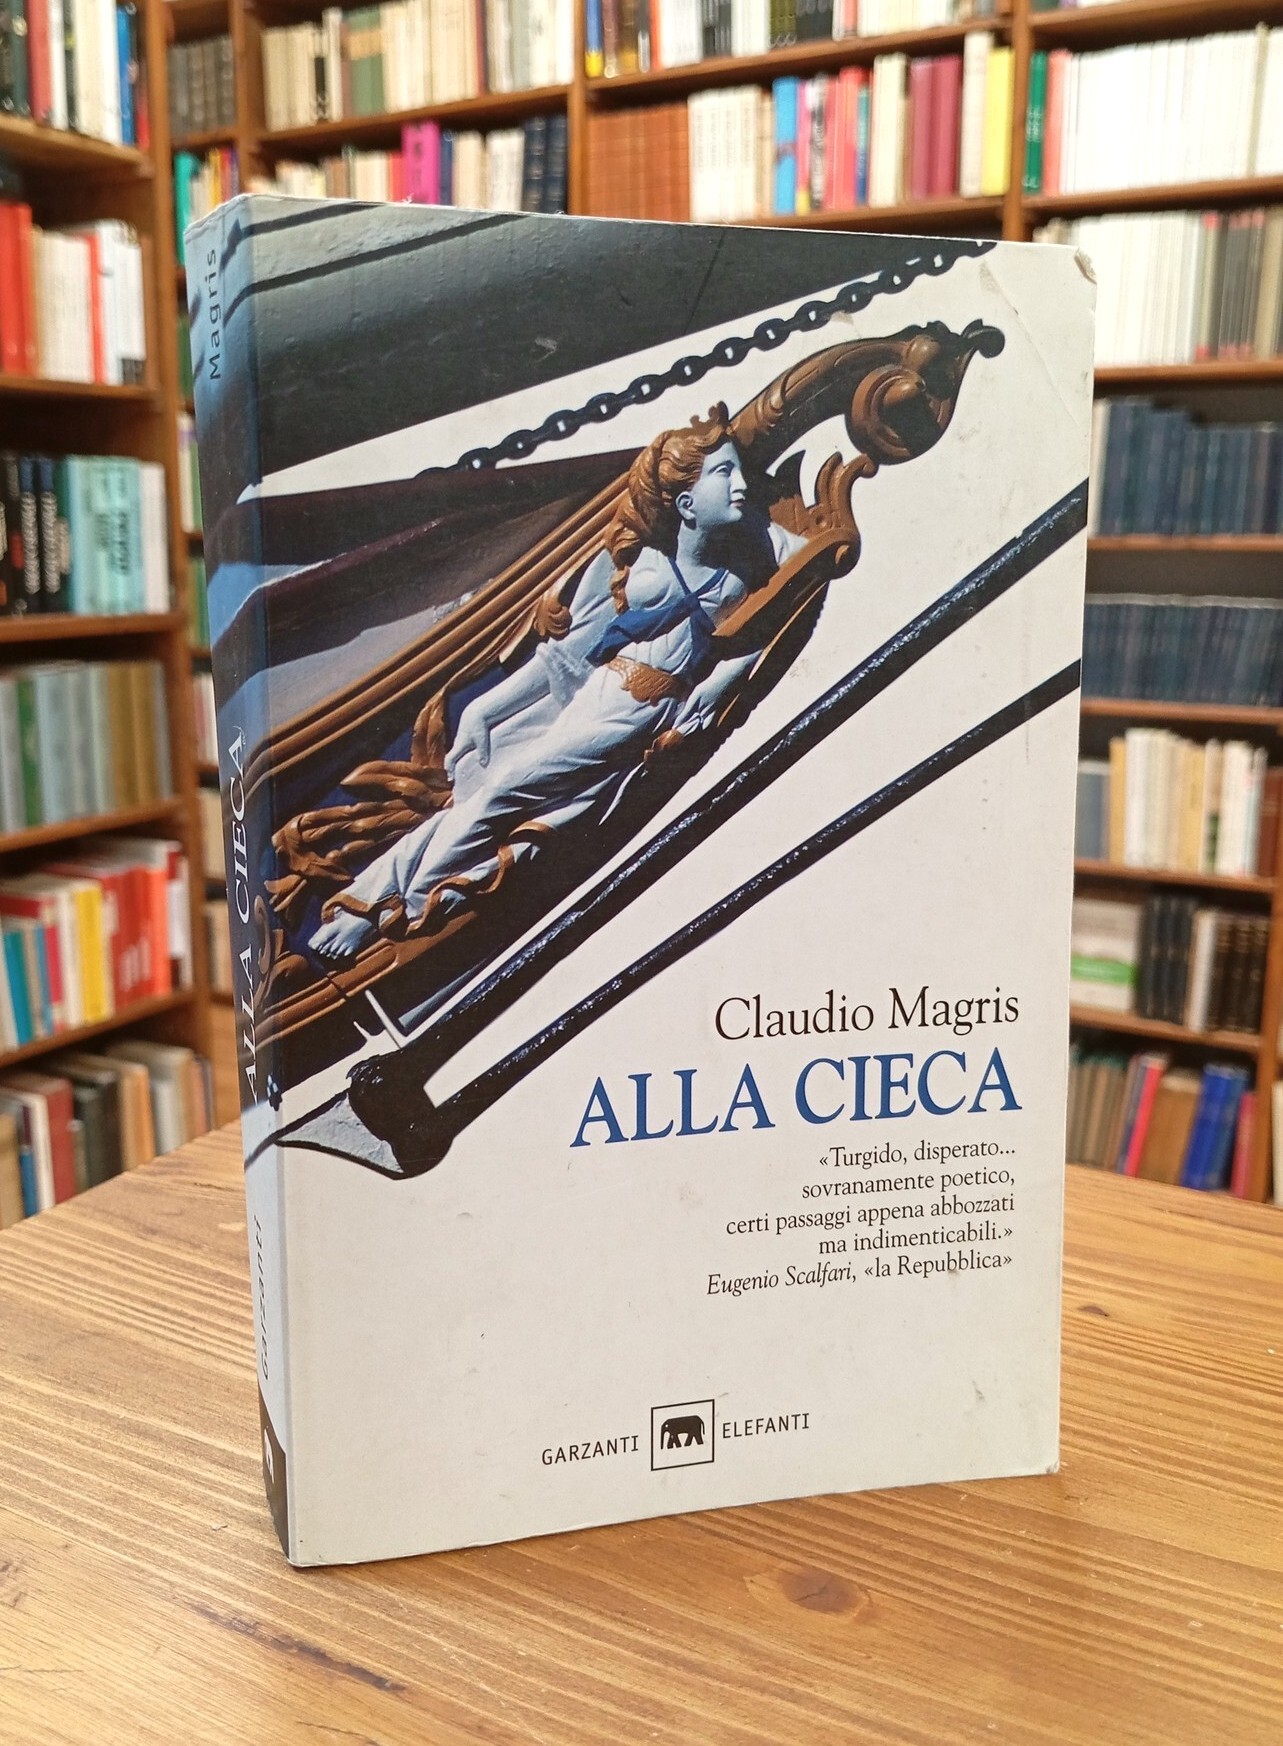 Magris
ALLA CIECA
Garzanti
Claudio Magris
ALLA CIECA
«Turgido, disperato...
sovranamente poetico,
certi passaggi appena abbozzati
ma indimenticabili.»
Eugenio Scalfari, «la Repubblica»
GARZANTI ELEFANTI